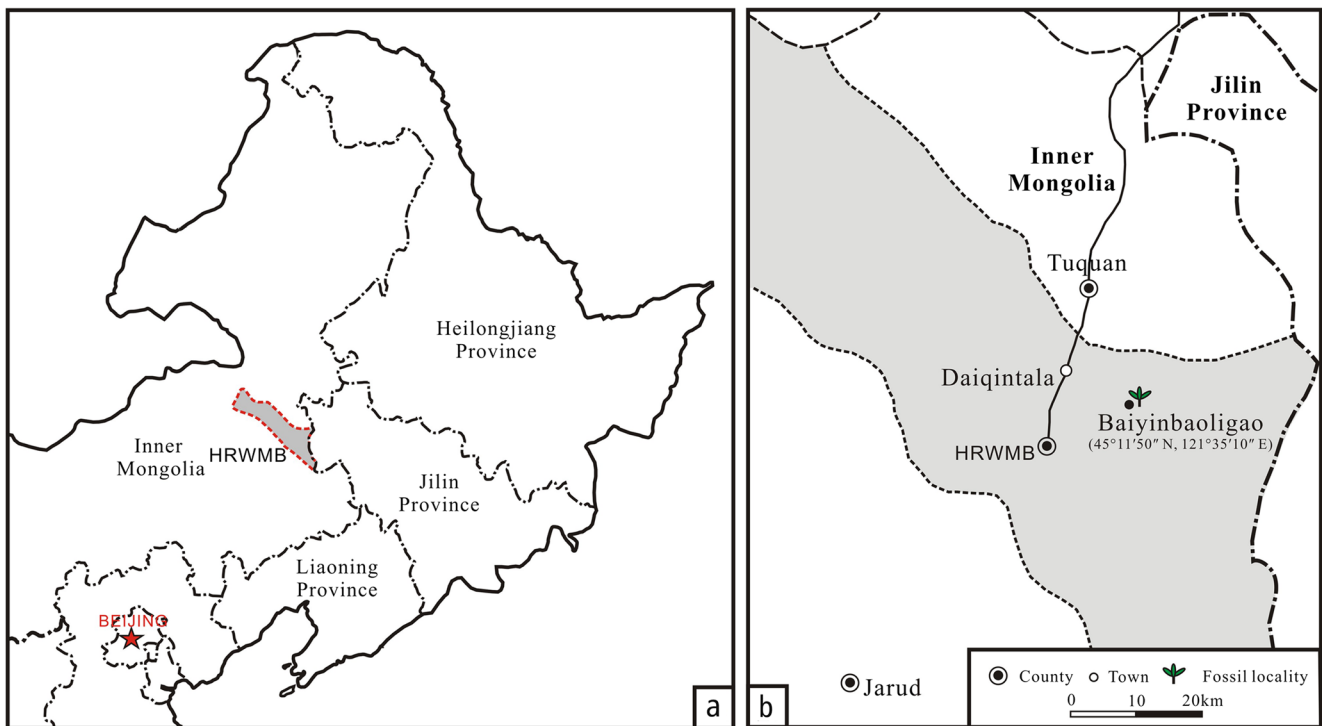 Heilongjiang
Province
Inner
Mongolia
HRWMB
Jilin
Province
Liaoning
Province
BEIJING
a
Jilin
Province
Inner
Mongolia
Tuquan
Daiqintala
Baiyinbaoligao
(45°11′50″ N, 121°35′10″ E)
HRWMB
Jarud
County Town Fossil locality
0 10 20km
b